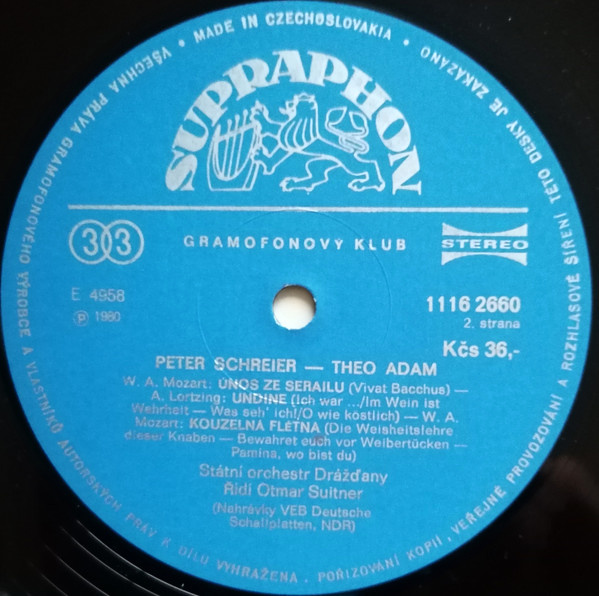 VŠECHNA PRÁVA GRAMOFONOVÉHO VÝROBCE A VLASTNÍKŮ AUTORSKÝCH PRÁV K DÍLU VYHRAŽENA. POŘIZOVÁNÍ KOPIÍ, VEŘEJNÉ PROVOZOVÁNÍ A ROZHLASOVÉ ŠÍŘENÍ TÉTO DESKY JE ZAKÁZÁNO
• MADE IN CZECHOSLOVAKIA •
SUPRAPHON
33
GRAMOFONOVÝ KLUB
STEREO
E 4958
℗ 1980
1116 2660
2. strana
Kčs 36,-
PETER SCHREIER — THEO ADAM
W. A. Mozart: ÚNOS ZE SERAILU (Vivat Bacchus) —
A. Lortzing: UNDINE (Ich war .../Im Wein ist
Wehrheit — Was seh' ich!/O wie köstlich) — W. A.
Mozart: KOUZELNÁ FLÉTNA (Die Weisheitslehre
dieser Knaben — Bewahret euch vor Weibertücken —
Pamina, wo bist du)
Státní orchestr Drážďany
Řídí Otmar Suitner
(Nahrávky VEB Deutsche
Schallplatten, NDR)